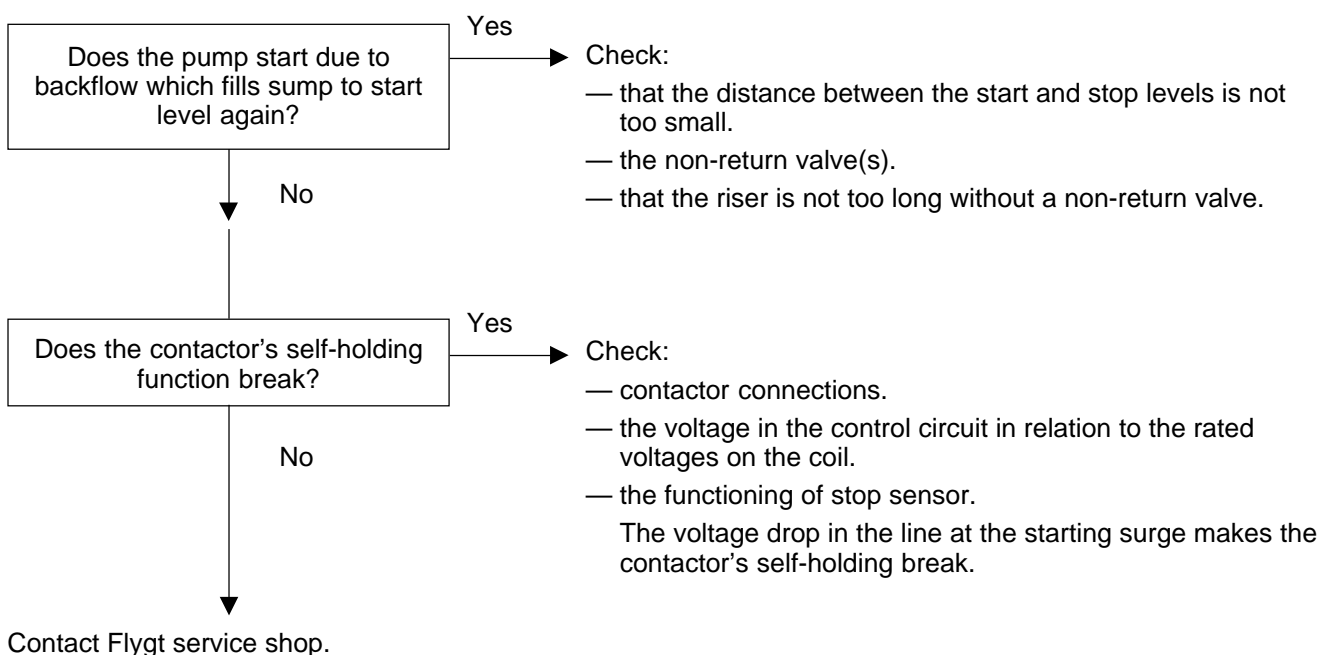 Yes
Does the pump start due to
backflow which fills sump to start
level again?
Check:
— that the distance between the start and stop levels is not
too small.
— the non-return valve(s).
— that the riser is not too long without a non-return valve.
No
Yes
Does the contactor’s self-holding
function break?
Check:
— contactor connections.
— the voltage in the control circuit in relation to the rated
voltages on the coil.
— the functioning of stop sensor.
The voltage drop in the line at the starting surge makes the
contactor’s self-holding break.
No
Contact Flygt service shop.